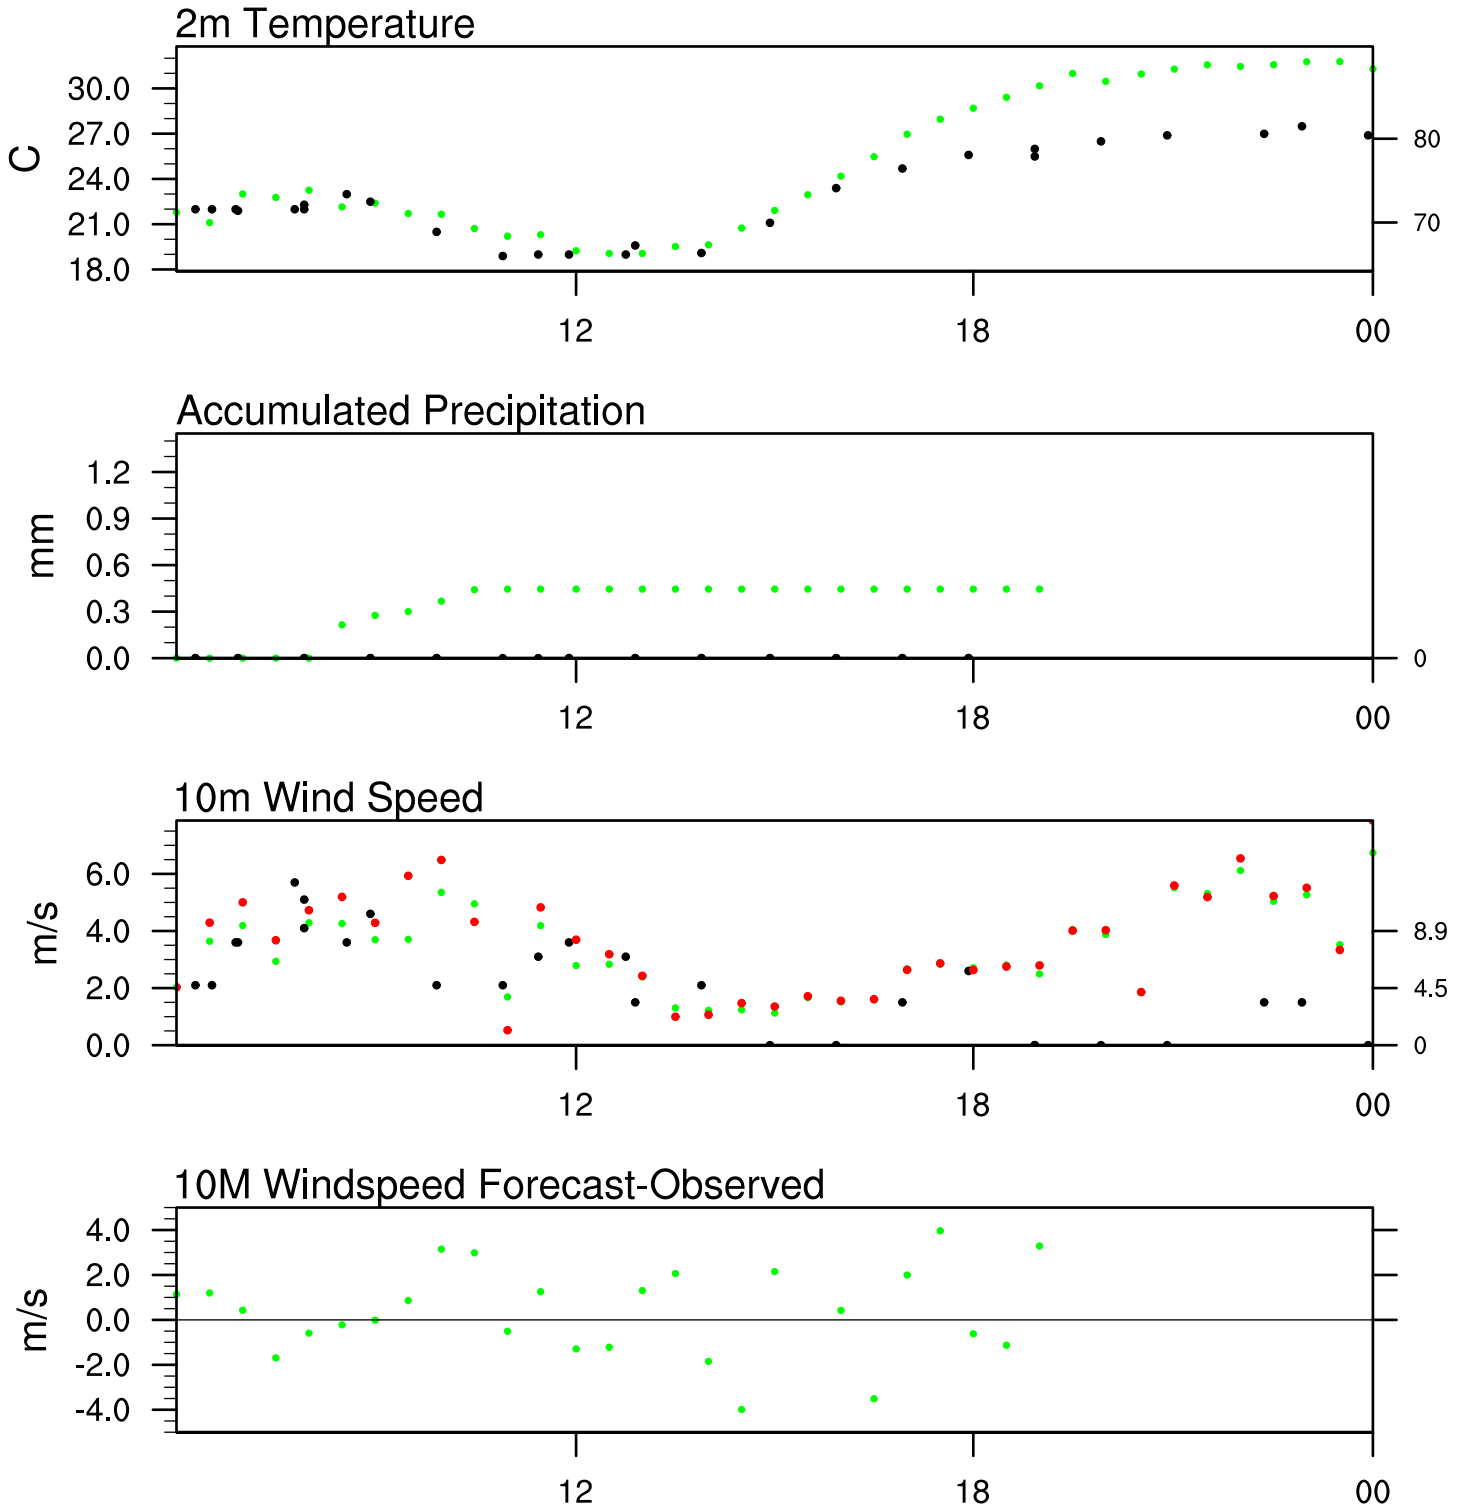 2m Temperature
30.0
27.0
24.0
21.0
18.0
C
80
70
12 18 00
Accumulated Precipitation
1.2
0.9
0.6
0.3
0.0
mm
0
12 18 00
10m Wind Speed
6.0
4.0
2.0
0.0
m/s
8.9
4.5
0
12 18 00
10M Windspeed Forecast-Observed
4.0
2.0
0.0
-2.0
-4.0
m/s
12 18 00